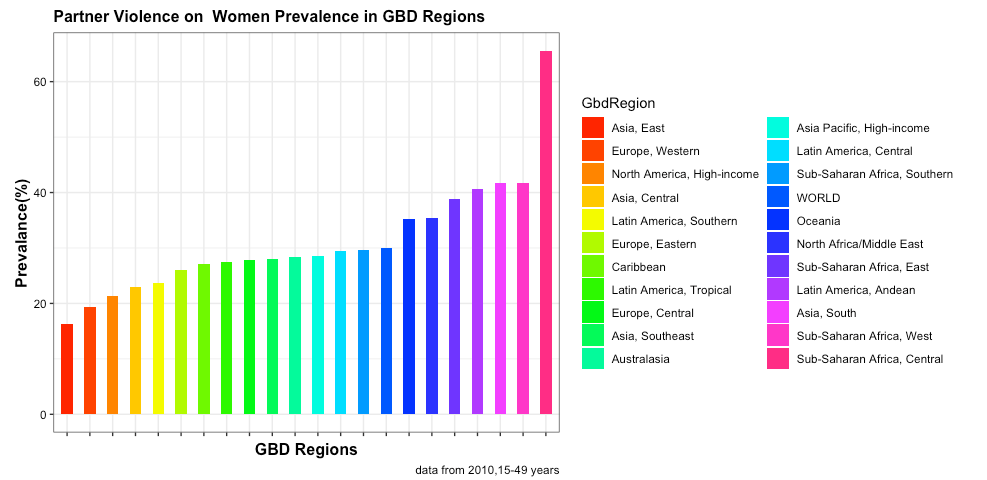 Partner Violence on  Women Prevalence in GBD Regions
Prevalance(%)
60
40
20
0
GBD Regions
data from 2010,15-49 years
GbdRegion
Asia, East
Europe, Western
North America, High-income
Asia, Central
Latin America, Southern
Europe, Eastern
Caribbean
Latin America, Tropical
Europe, Central
Asia, Southeast
Australasia
Asia Pacific, High-income
Latin America, Central
Sub-Saharan Africa, Southern
WORLD
Oceania
North Africa/Middle East
Sub-Saharan Africa, East
Latin America, Andean
Asia, South
Sub-Saharan Africa, West
Sub-Saharan Africa, Central